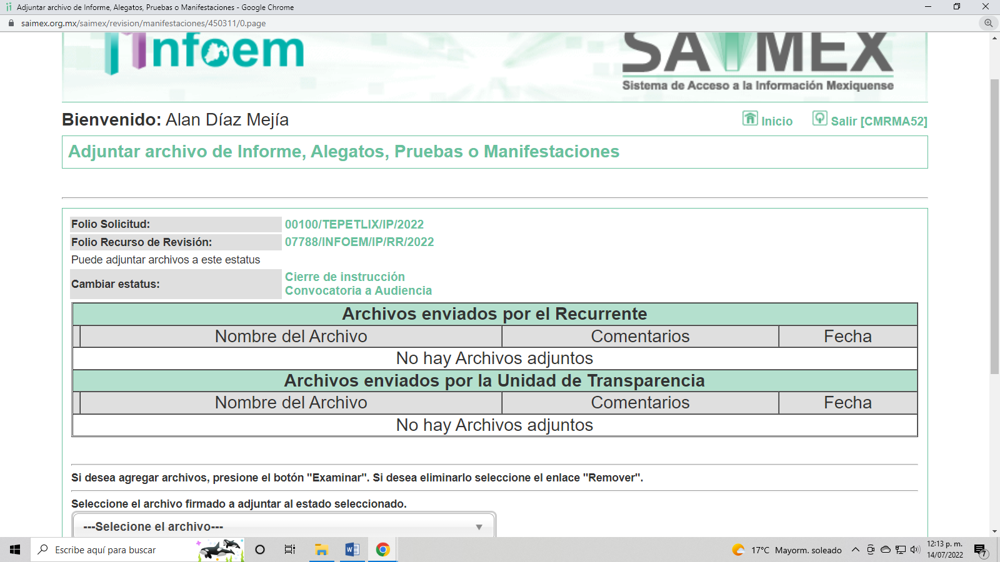 Adjuntar archivo de Informe, Alegatos, Pruebas o Manifestaciones - Google Chrome
saimex.org.mx/saimex/revision/manifestaciones/450311/0.page
infoem
SAIMEX
Sistema de Acceso a la Información Mexiquense
Bienvenido: Alan Díaz Mejía
Inicio Salir [CMRMA52]
Adjuntar archivo de Informe, Alegatos, Pruebas o Manifestaciones
Folio Solicitud: 00100/TEPETLIX/IP/2022
Folio Recurso de Revisión: 07788/INFOEM/IP/RR/2022
Puede adjuntar archivos a este estatus
Cambiar estatus: Cierre de instrucción
Convocatoria a Audiencia
Archivos enviados por el Recurrente
Nombre del Archivo Comentarios Fecha
No hay Archivos adjuntos
Archivos enviados por la Unidad de Transparencia
Nombre del Archivo Comentarios Fecha
No hay Archivos adjuntos
Si desea agregar archivos, presione el botón "Examinar". Si desea eliminarlo seleccione el enlace "Remover".
Seleccione el archivo firmado a adjuntar al estado seleccionado.
---Selecione el archivo---
Escribe aquí para buscar
17°C Mayorm. soleado
12:13 p. m.
14/07/2022
7